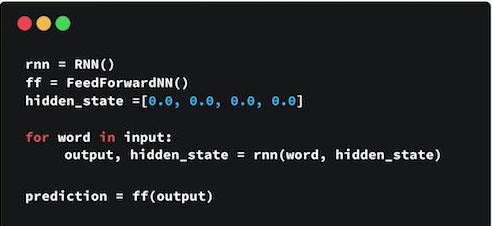 rnn = RNN()
ff = FeedForwardNN()
hidden_state =[0.0, 0.0, 0.0, 0.0]
for word in input:
output, hidden_state = rnn(word, hidden_state)
prediction = ff(output)